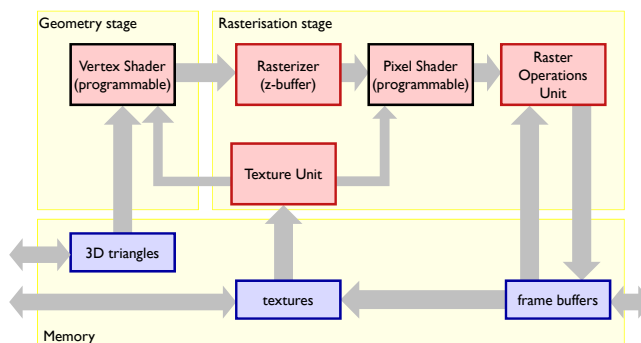 Geometry stage
Rasterisation stage
Vertex Shader
(programmable)
Rasterizer
(z-buffer)
Pixel Shader
(programmable)
Raster
Operations
Unit
Texture Unit
3D triangles
textures
frame buffers
Memory